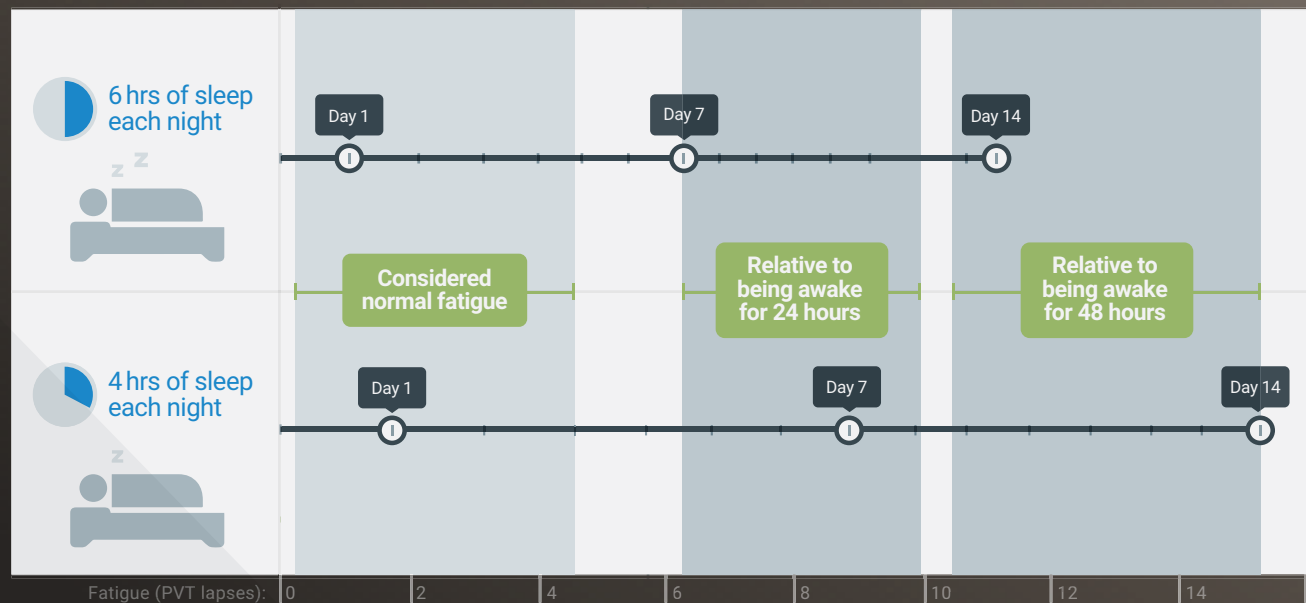 6 hrs of sleep
each night
z z
Day 1
Day 7
Day 14
Considered
normal fatigue
Relative to
being awake
for 24 hours
Relative to
being awake
for 48 hours
4 hrs of sleep
each night
z
Day 1
Day 7
Day 14
Fatigue (PVT lapses): 0 2 4 6 8 10 12 14